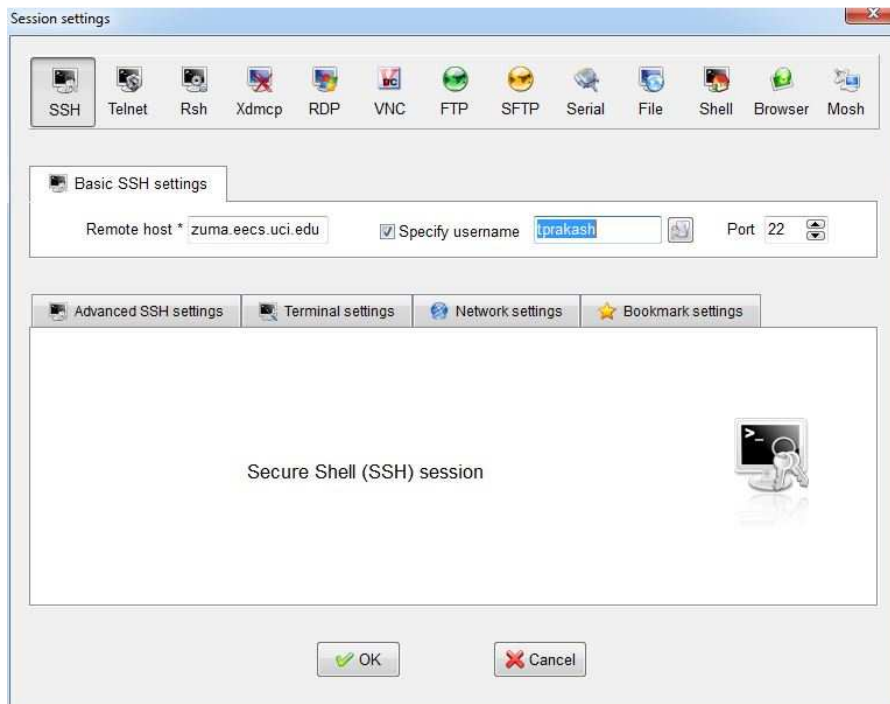 Session settings
SSH Telnet Rsh Xdmcp RDP VNC FTP SFTP Serial File Shell Browser Mosh
Basic SSH settings
Remote host * zuma.eecs.uci.edu Specify username tprakash Port 22
Advanced SSH settings Terminal settings Network settings Bookmark settings
Secure Shell (SSH) session
OK Cancel